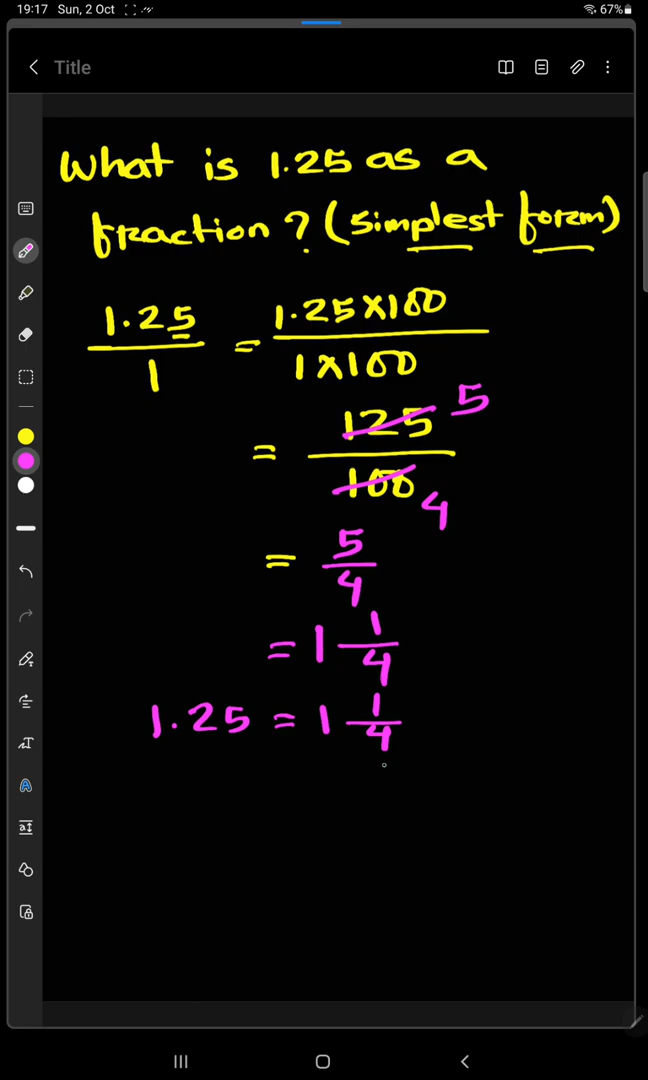 19:17 Sun, 2 Oct 67%
Title
What is 1.25 as a
fraction? (Simplest form)
1.25/1 = 1.25×100/1×100
= 125/100 5/4
= 5/4
= 1 1/4
1.25 = 1 1/4